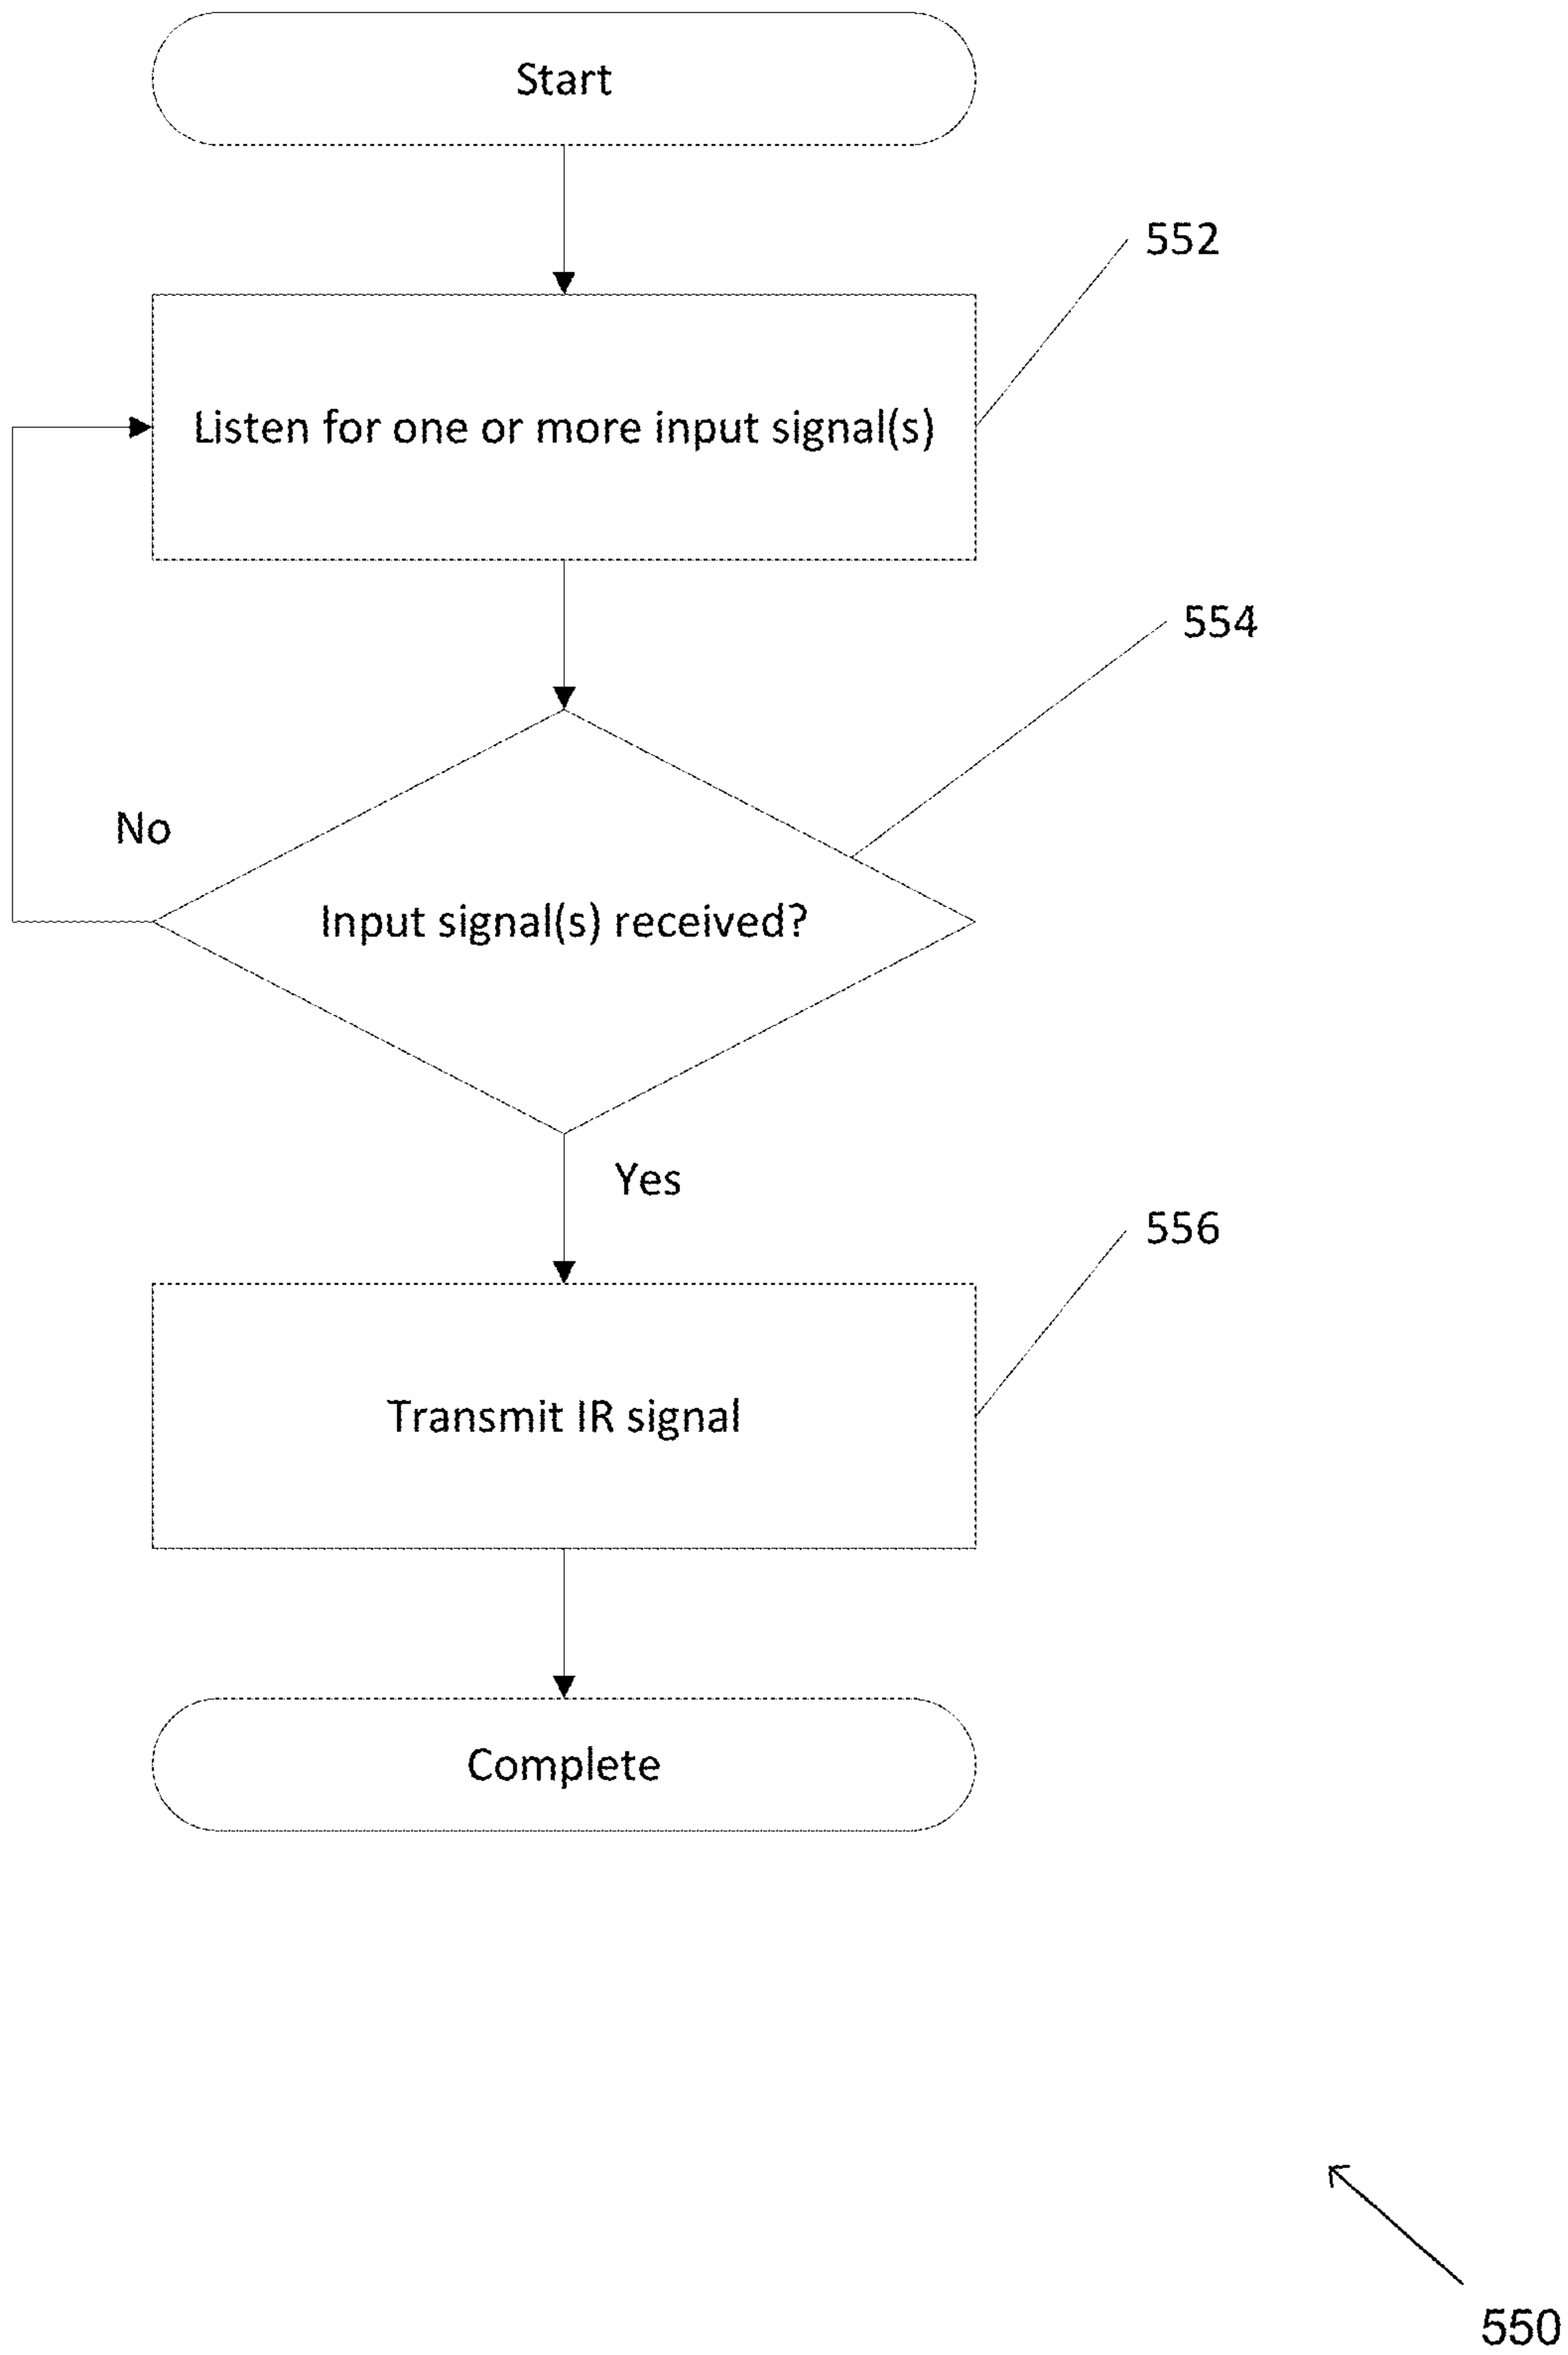 Start
552
Listen for one or more input signal(s)
554
No
Input signal(s) received?
Yes
556
Transmit IR signal
Complete
550